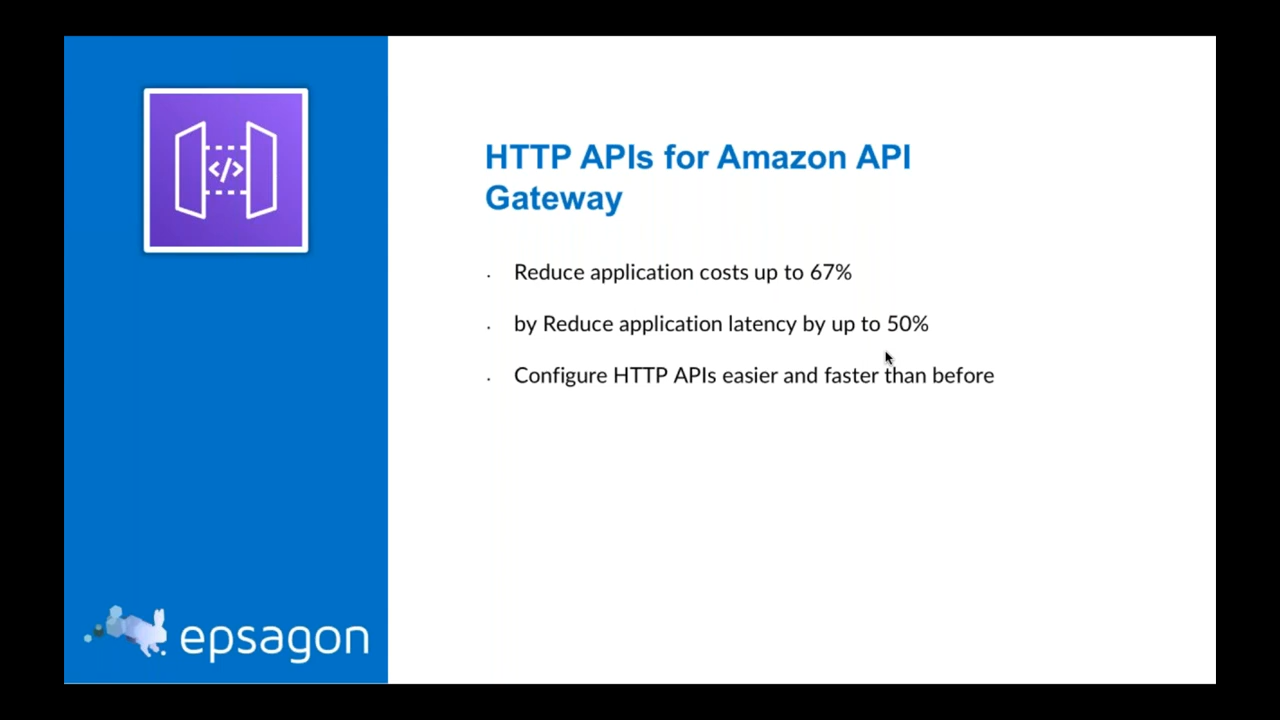 </>
HTTP APIs for Amazon API
Gateway
· Reduce application costs up to 67%
· by Reduce application latency by up to 50%
· Configure HTTP APIs easier and faster than before
epsagon